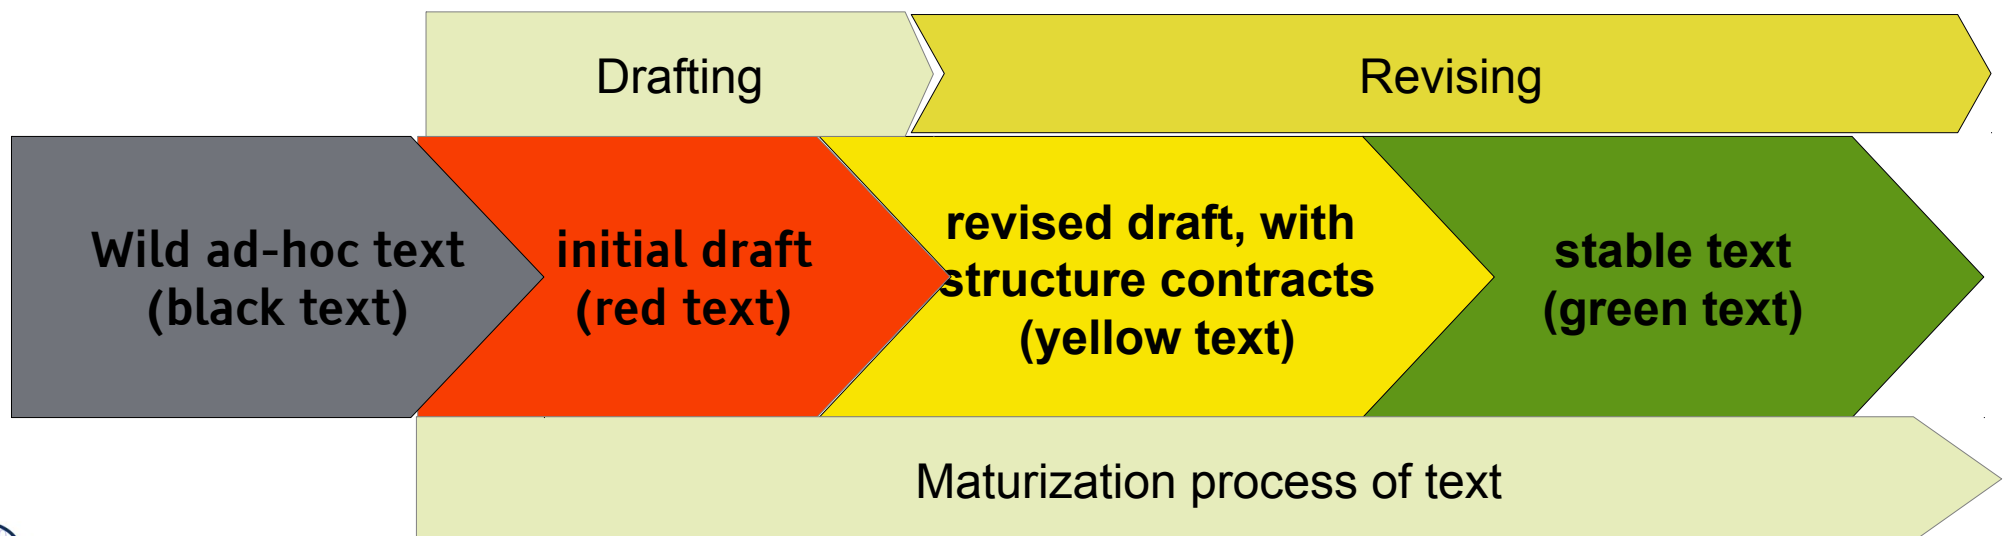 Drafting
Revising
Wild ad-hoc text
(black text)
initial draft
(red text)
revised draft, with
structure contracts
(yellow text)
stable text
(green text)
Maturization process of text